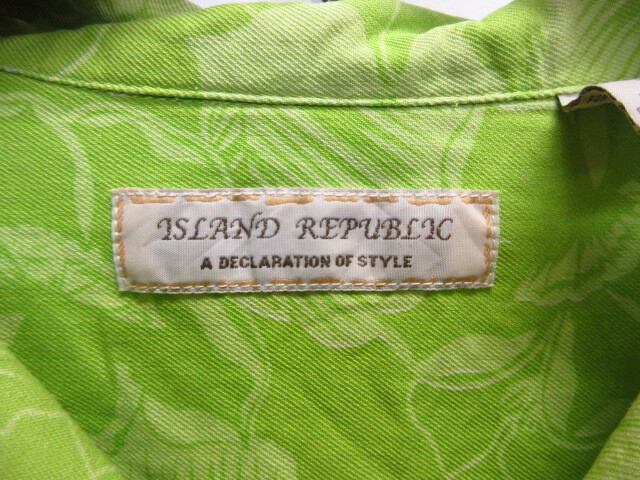 ISLAND REPUBLIC
A DECLARATION OF STYLE